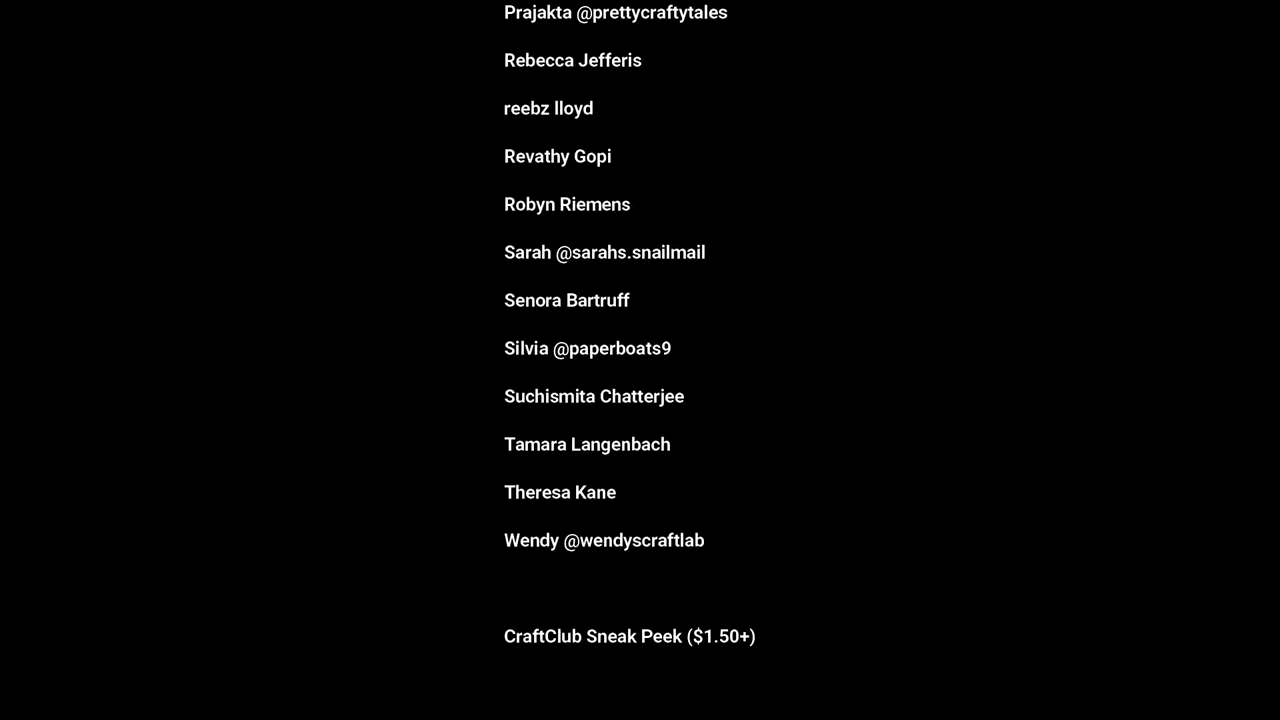 Prajakta @prettycraftytales
Rebecca Jefferis
reebz lloyd
Revathy Gopi
Robyn Riemens
Sarah @sarahs.snailmail
Senora Bartruff
Silvia @paperboats9
Suchismita Chatterjee
Tamara Langenbach
Theresa Kane
Wendy @wendyscraftlab
CraftClub Sneak Peek ($1.50+)